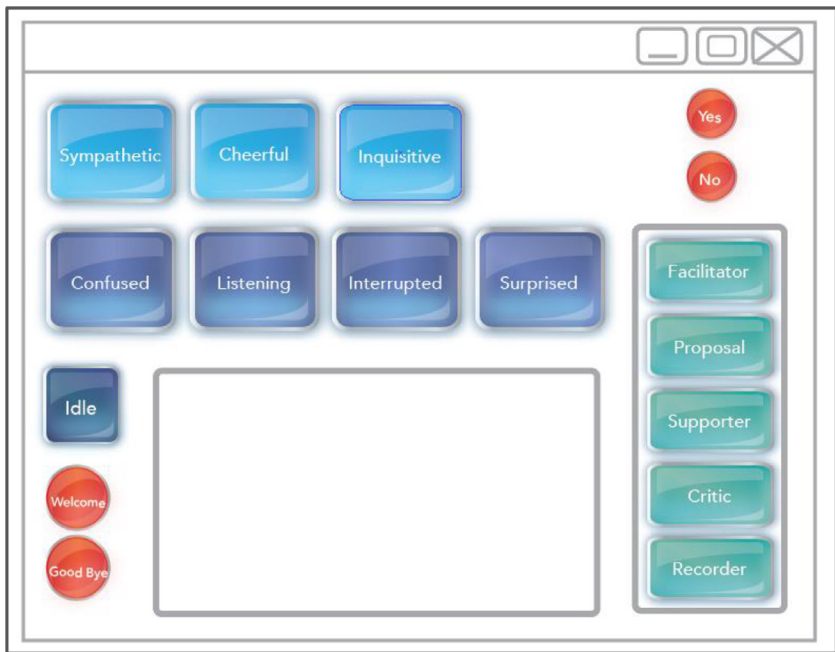 Sympathetic
Cheerful
Inquisitive
Yes
No
Confused
Listening
Interrupted
Surprised
Facilitator
Proposal
Supporter
Critic
Recorder
Idle
Welcome
Good Bye